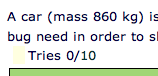 A car (mass 860 kg) is
bug need in order to s
Tries 0/10